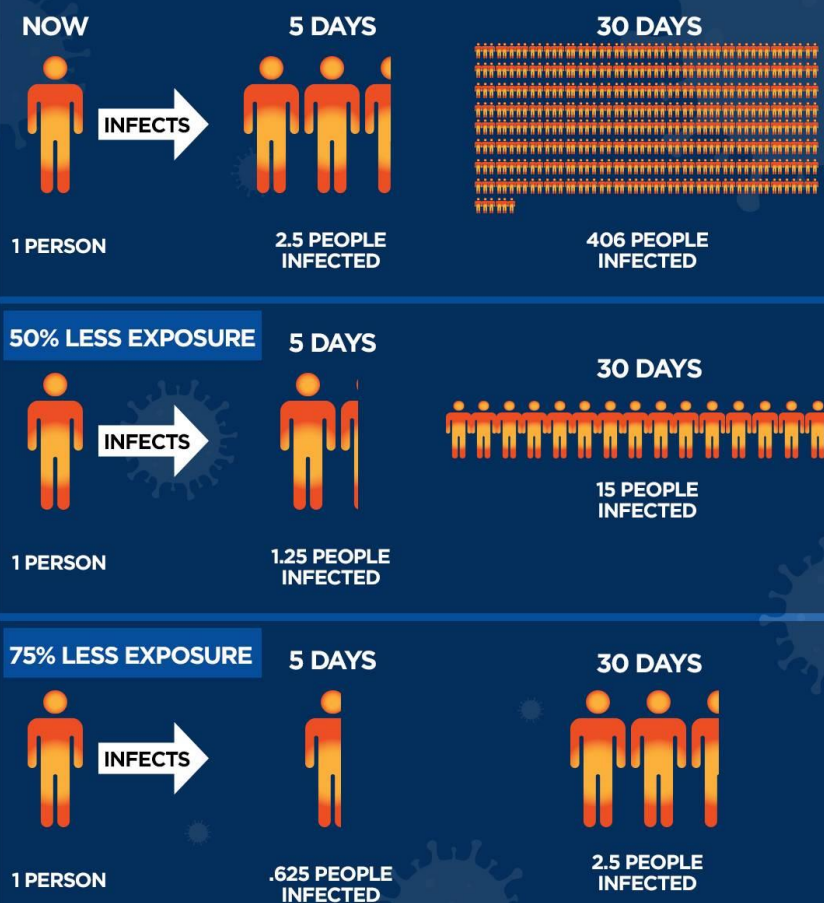 NOW
5 DAYS
30 DAYS
INFECTS
1 PERSON
2.5 PEOPLE
INFECTED
406 PEOPLE
INFECTED
50% LESS EXPOSURE
5 DAYS
30 DAYS
INFECTS
1 PERSON
1.25 PEOPLE
INFECTED
15 PEOPLE
INFECTED
75% LESS EXPOSURE
5 DAYS
30 DAYS
INFECTS
1 PERSON
.625 PEOPLE
INFECTED
2.5 PEOPLE
INFECTED